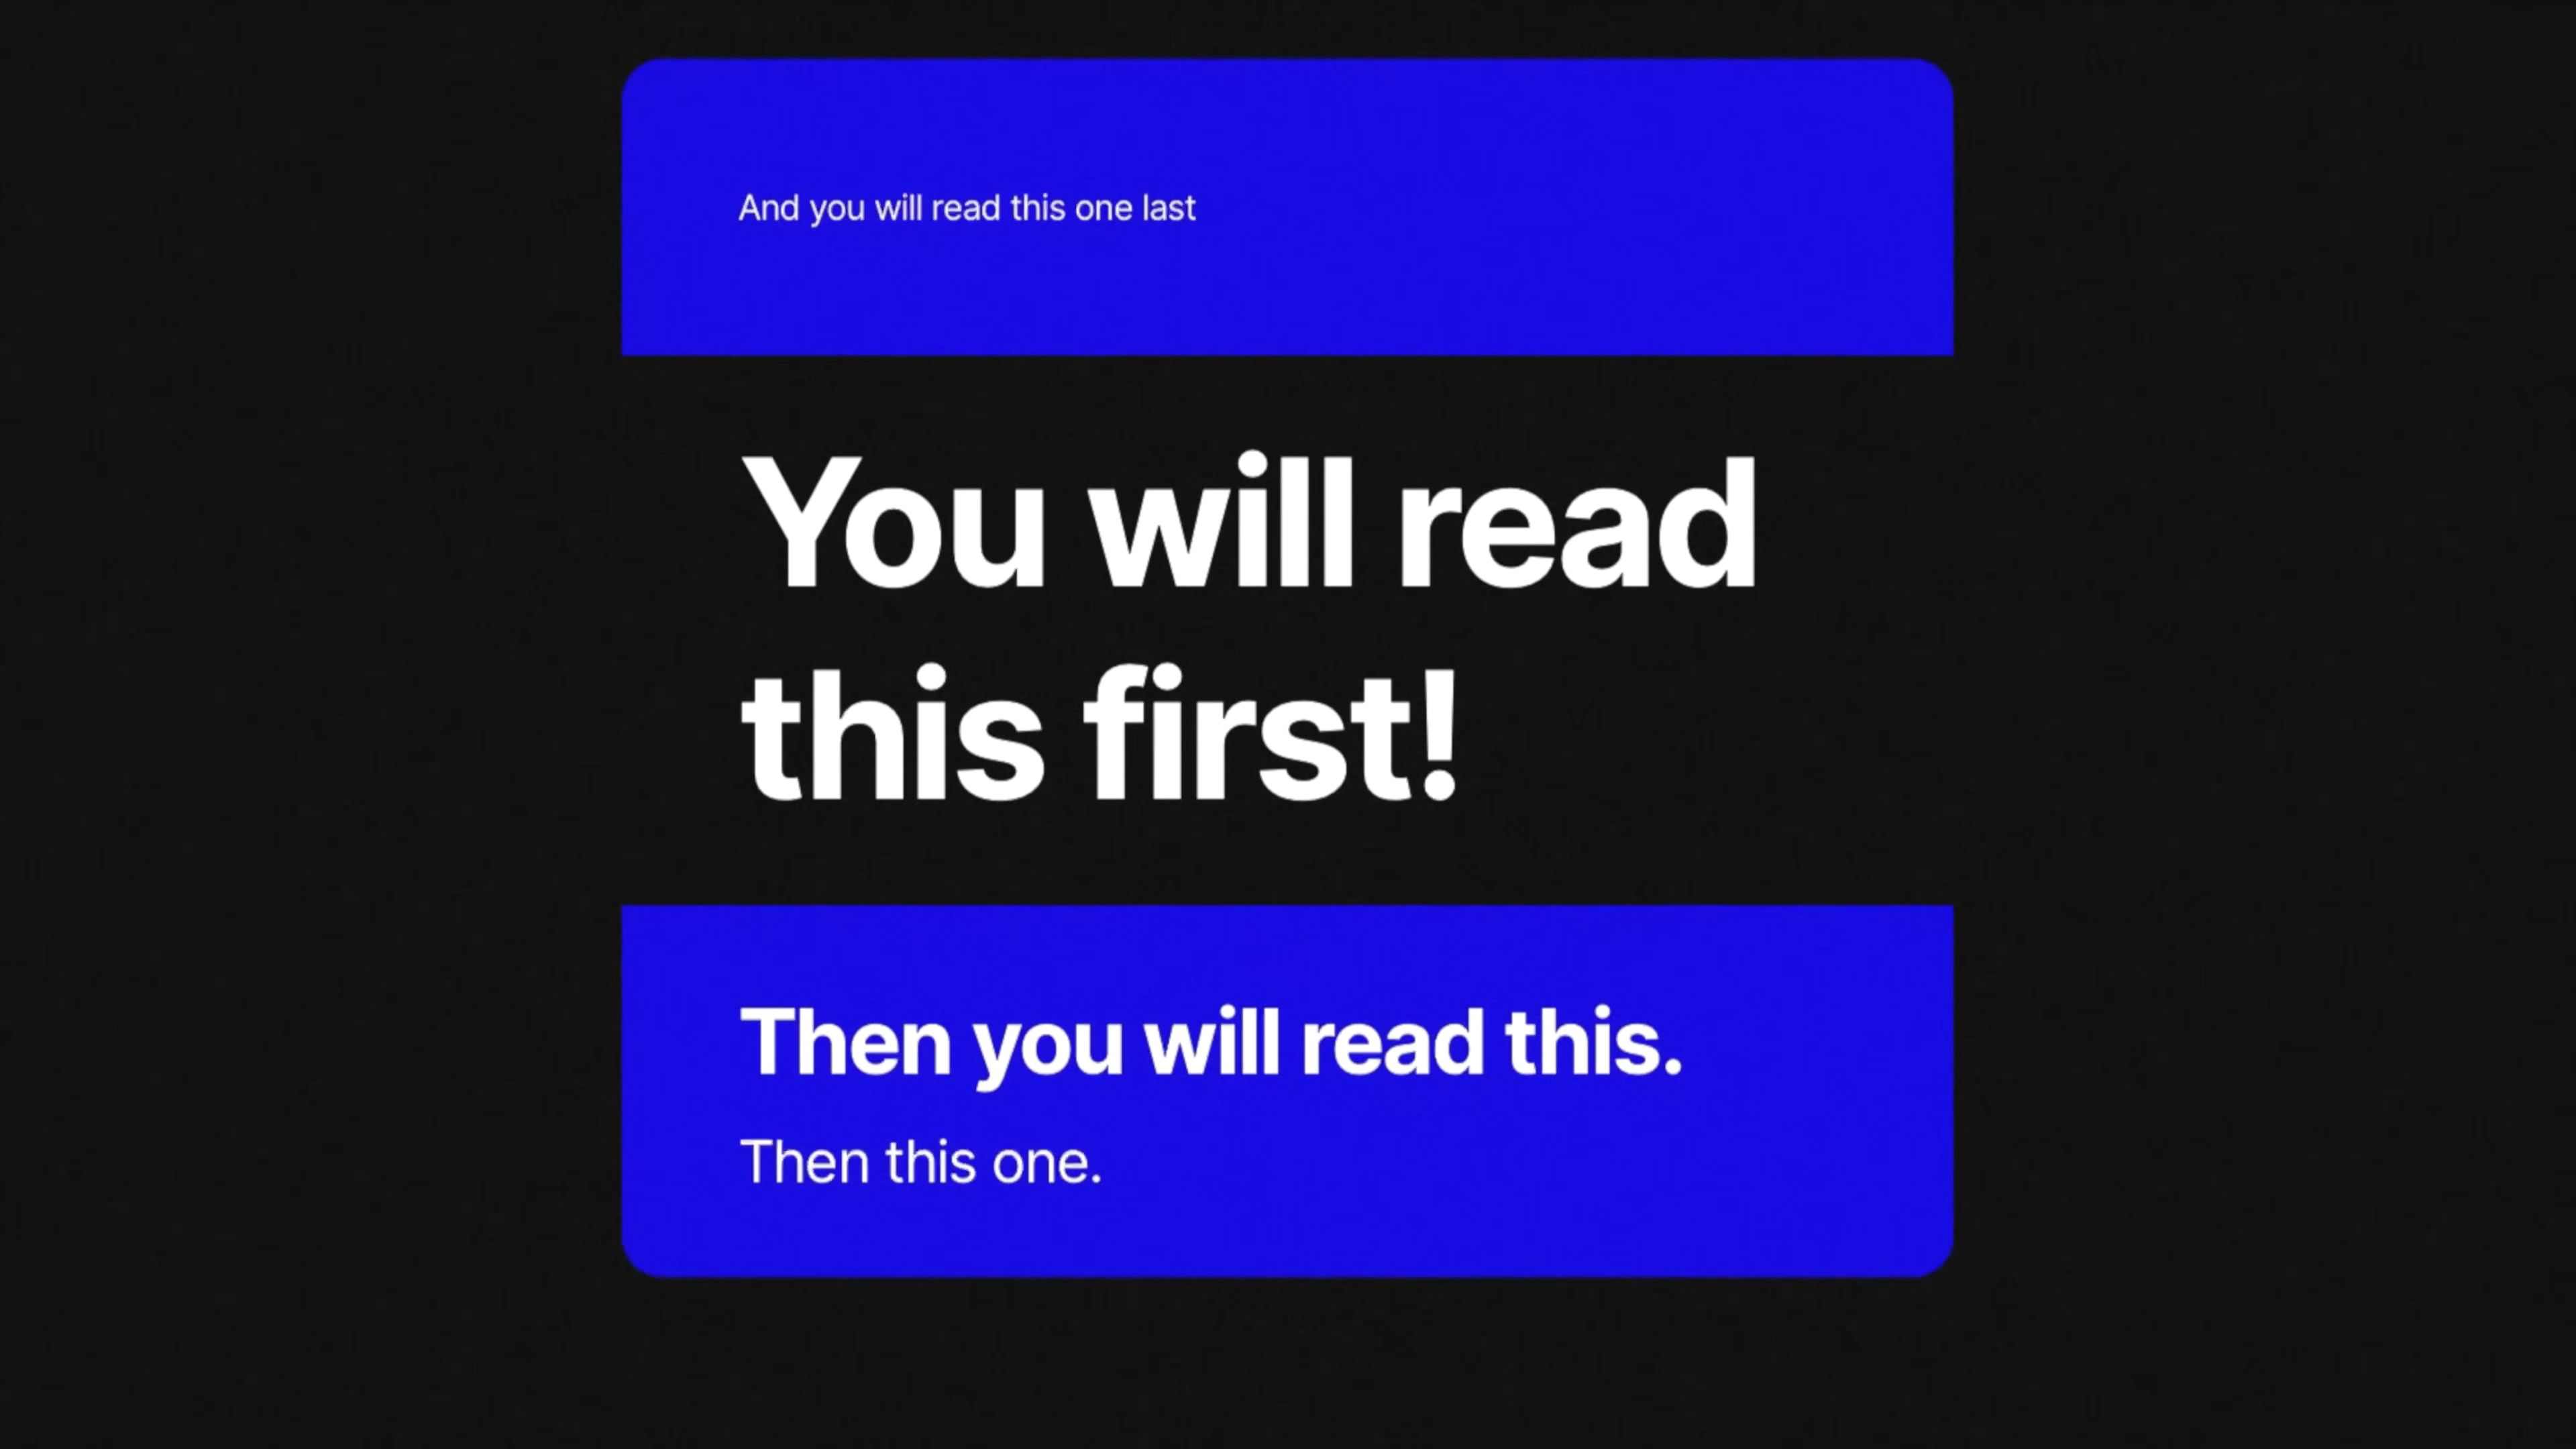 And you will read this one last
You will read
this first!
Then you will read this.
Then this one.